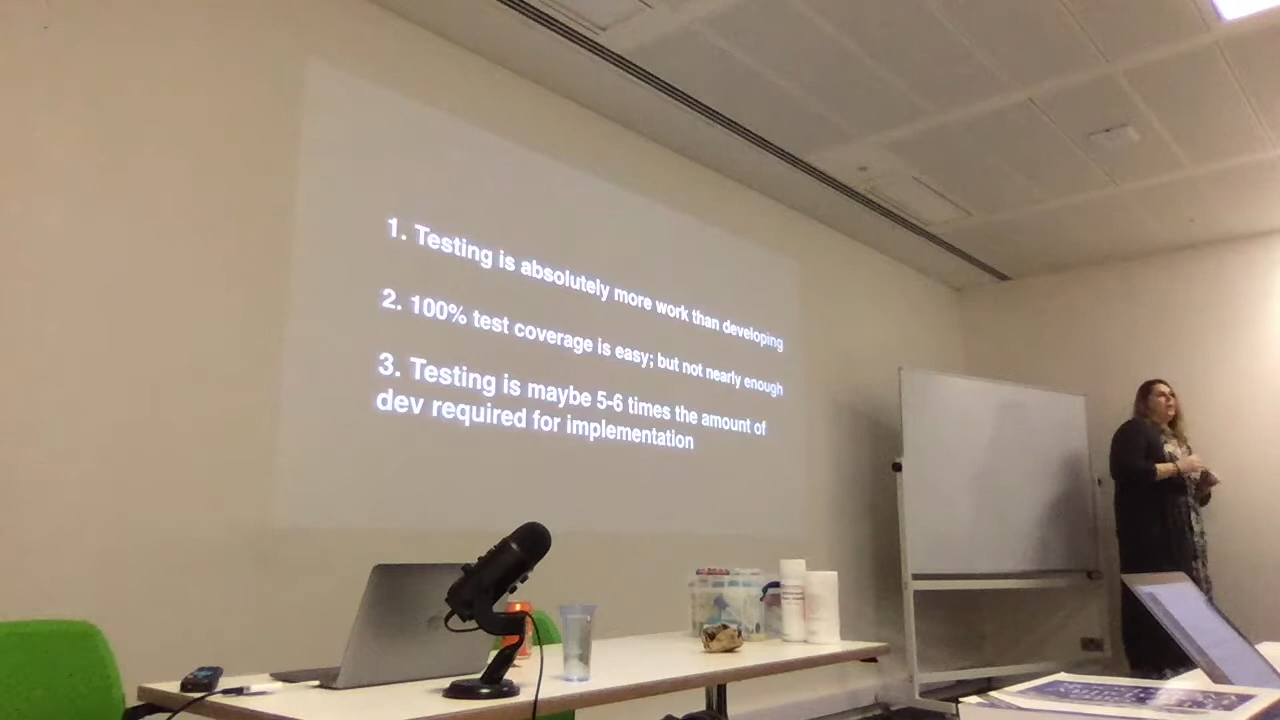 1. Testing is absolutely more work than developing
2. 100% test coverage is easy; but not nearly enough
3. Testing is maybe 5-6 times the amount of
dev required for implementation